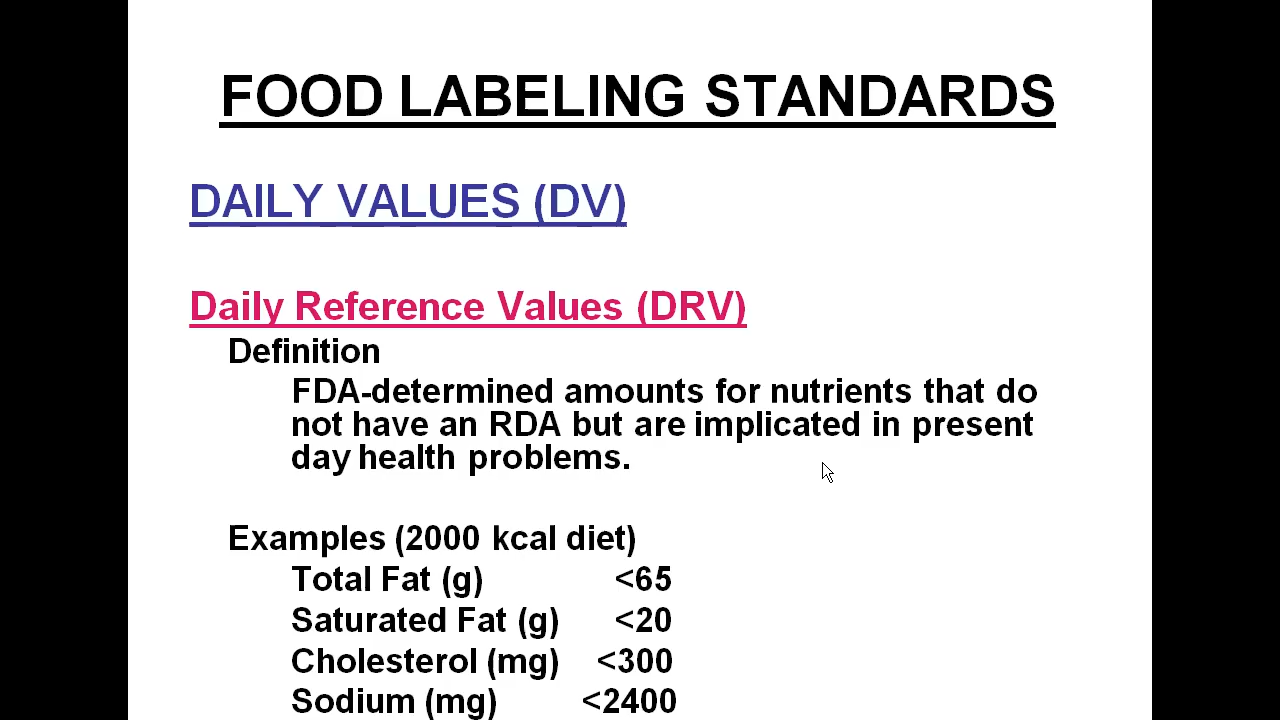 FOOD LABELING STANDARDS
DAILY VALUES (DV)
Daily Reference Values (DRV)
Definition
FDA-determined amounts for nutrients that do
not have an RDA but are implicated in present
day health problems.
Examples (2000 kcal diet)
Total Fat (g) <65
Saturated Fat (g) <20
Cholesterol (mg) <300
Sodium (mg) <2400